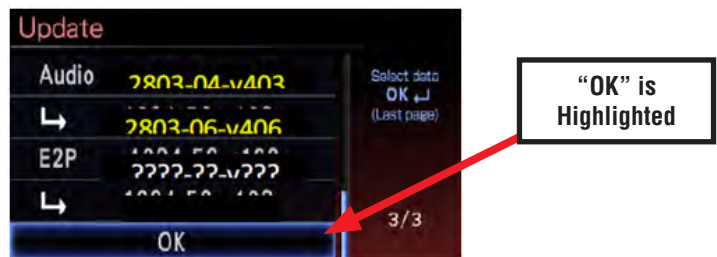 Update
Audio 2803-04-v403
Select data
OK
(Last page)
2803-06-v406
E2P
????-??-v???
3/3
OK
“OK” is
Highlighted